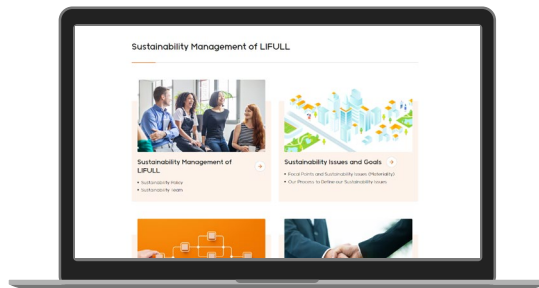 Sustainability Management of LIFULL
Sustainability Management of
LIFULL
• Sustainability Policy
• Sustainability Team
Sustainability Issues and Goals
• Focal Points and Sustainability Issues (Materiality)
• Our Process to Define our Sustainability Issues